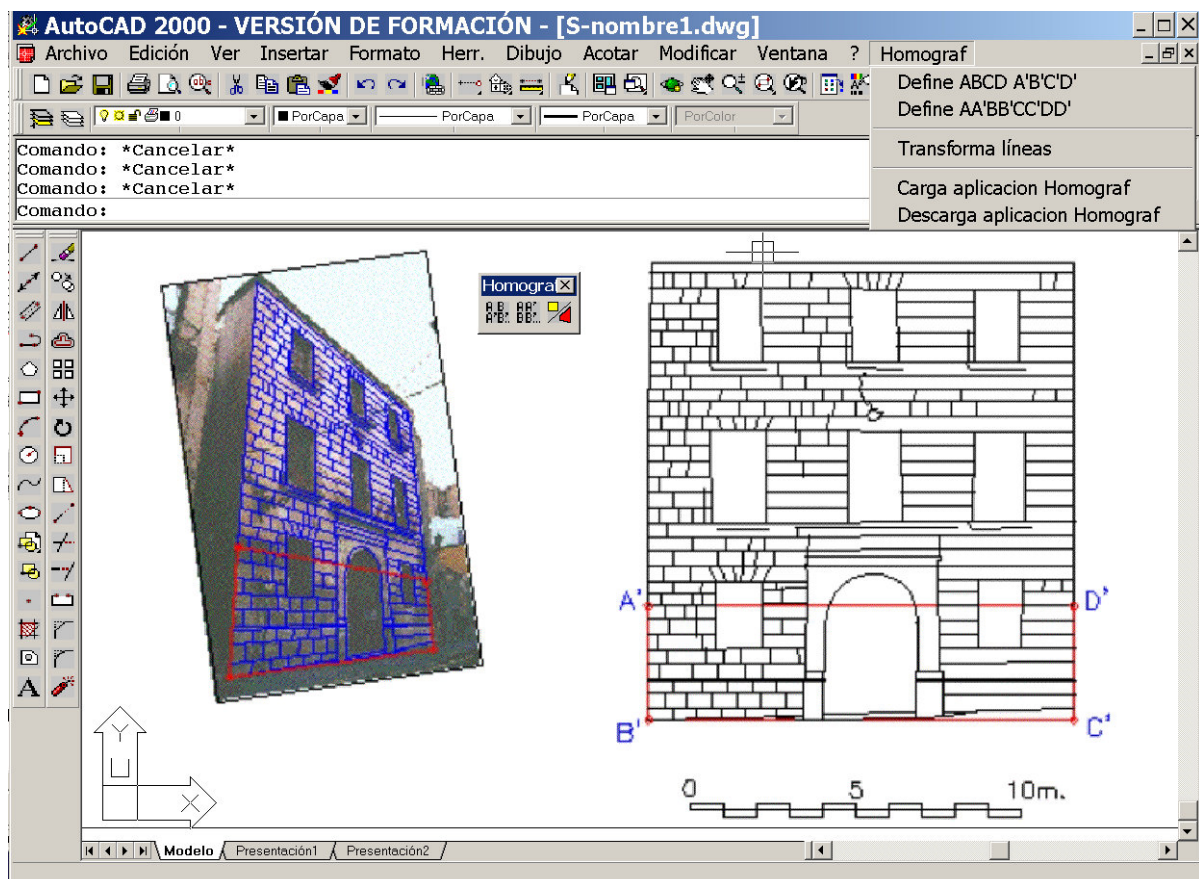 AutoCAD 2000 - VERSIÓN DE FORMACIÓN - [S-nombre1.dwg]
Archivo Edición Ver Insertar Formato Herr. Dibujo Acotar Modificar Ventana ? Homograf
Define ABCD A'B'C'D'
Define AA'BB'CC'DD'
Transforma líneas
Carga aplicacion Homograf
Descarga aplicacion Homograf
0 PorCapa PorCapa PorCapa PorColor
Comando: *Cancelar*
Comando: *Cancelar*
Comando: *Cancelar*
Comando:
Homograf
A
A' D'
B' C'
Y
U
X
0 5 10m.
Modelo Presentación1 Presentación2